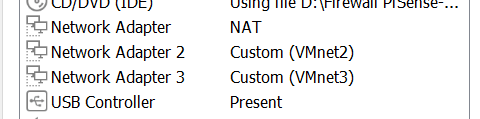 CD/DVD (IDE) Using file D:\Firewall PfSense-...
Network Adapter NAT
Network Adapter 2 Custom (VMnet2)
Network Adapter 3 Custom (VMnet3)
USB Controller Present